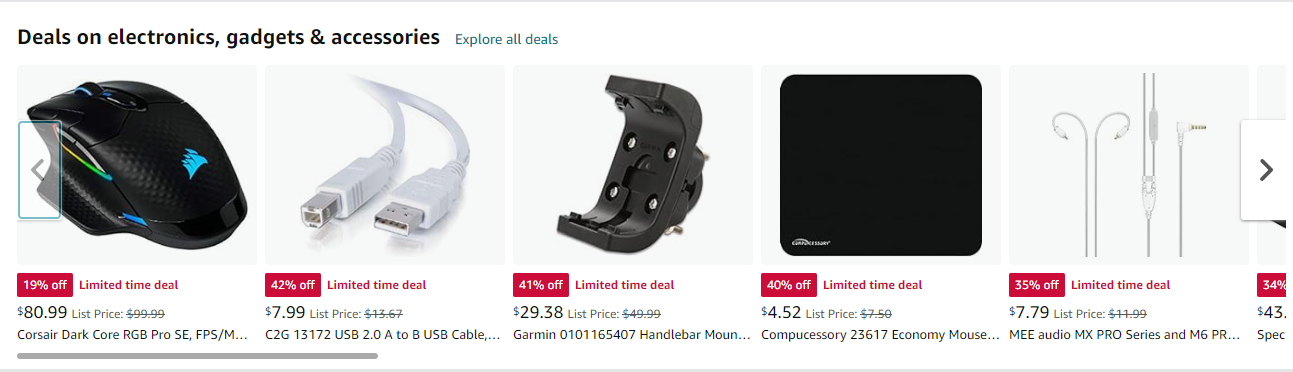 Deals on electronics, gadgets & accessories Explore all deals
COMPUCESSORY
19% off Limited time deal
$80.99 List Price: $99.99
Corsair Dark Core RGB Pro SE, FPS/M...
42% off Limited time deal
$7.99 List Price: $13.67
C2G 13172 USB 2.0 A to B USB Cable,...
41% off Limited time deal
$29.38 List Price: $49.99
Garmin 0101165407 Handlebar Moun...
40% off Limited time deal
$4.52 List Price: $7.50
Compucessory 23617 Economy Mouse...
35% off Limited time deal
$7.79 List Price: $11.99
MEE audio MX PRO Series and M6 PR...
34%
$43.
Spec